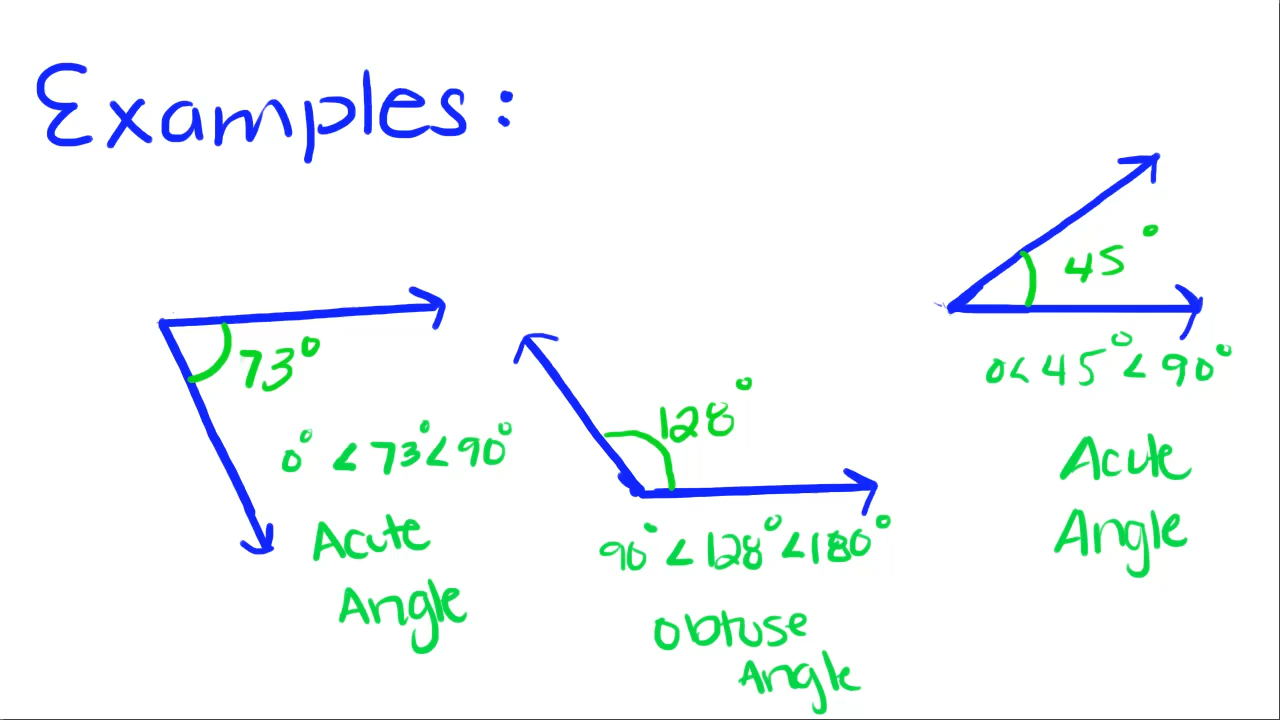 Examples:
73°
0° < 73° < 90°
Acute
Angle
128°
90° < 128° < 180°
Obtuse
Angle
45°
0 < 45° < 90°
Acute
Angle